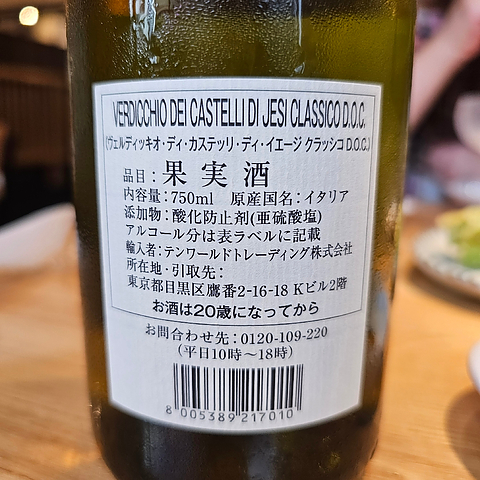 VERDICCHIO DEI CASTELLI DI JESI CLASSICO D.O.C.
(ヴェルディッキオ・ディ・カステッリ・ディ・イエージ クラッシコ D.O.C.)
品目：果実酒
内容量：750ml 原産国名：イタリア
添加物：酸化防止剤(亜硫酸塩)
アルコール分は表ラベルに記載
輸入者：テンワールドトレーディング株式会社
所在地・引取先：
東京都目黒区鷹番2-16-18 Kビル2階
お酒は20歳になってから
お問合わせ先：0120-109-220
(平日10時～18時)
8 005389 217010